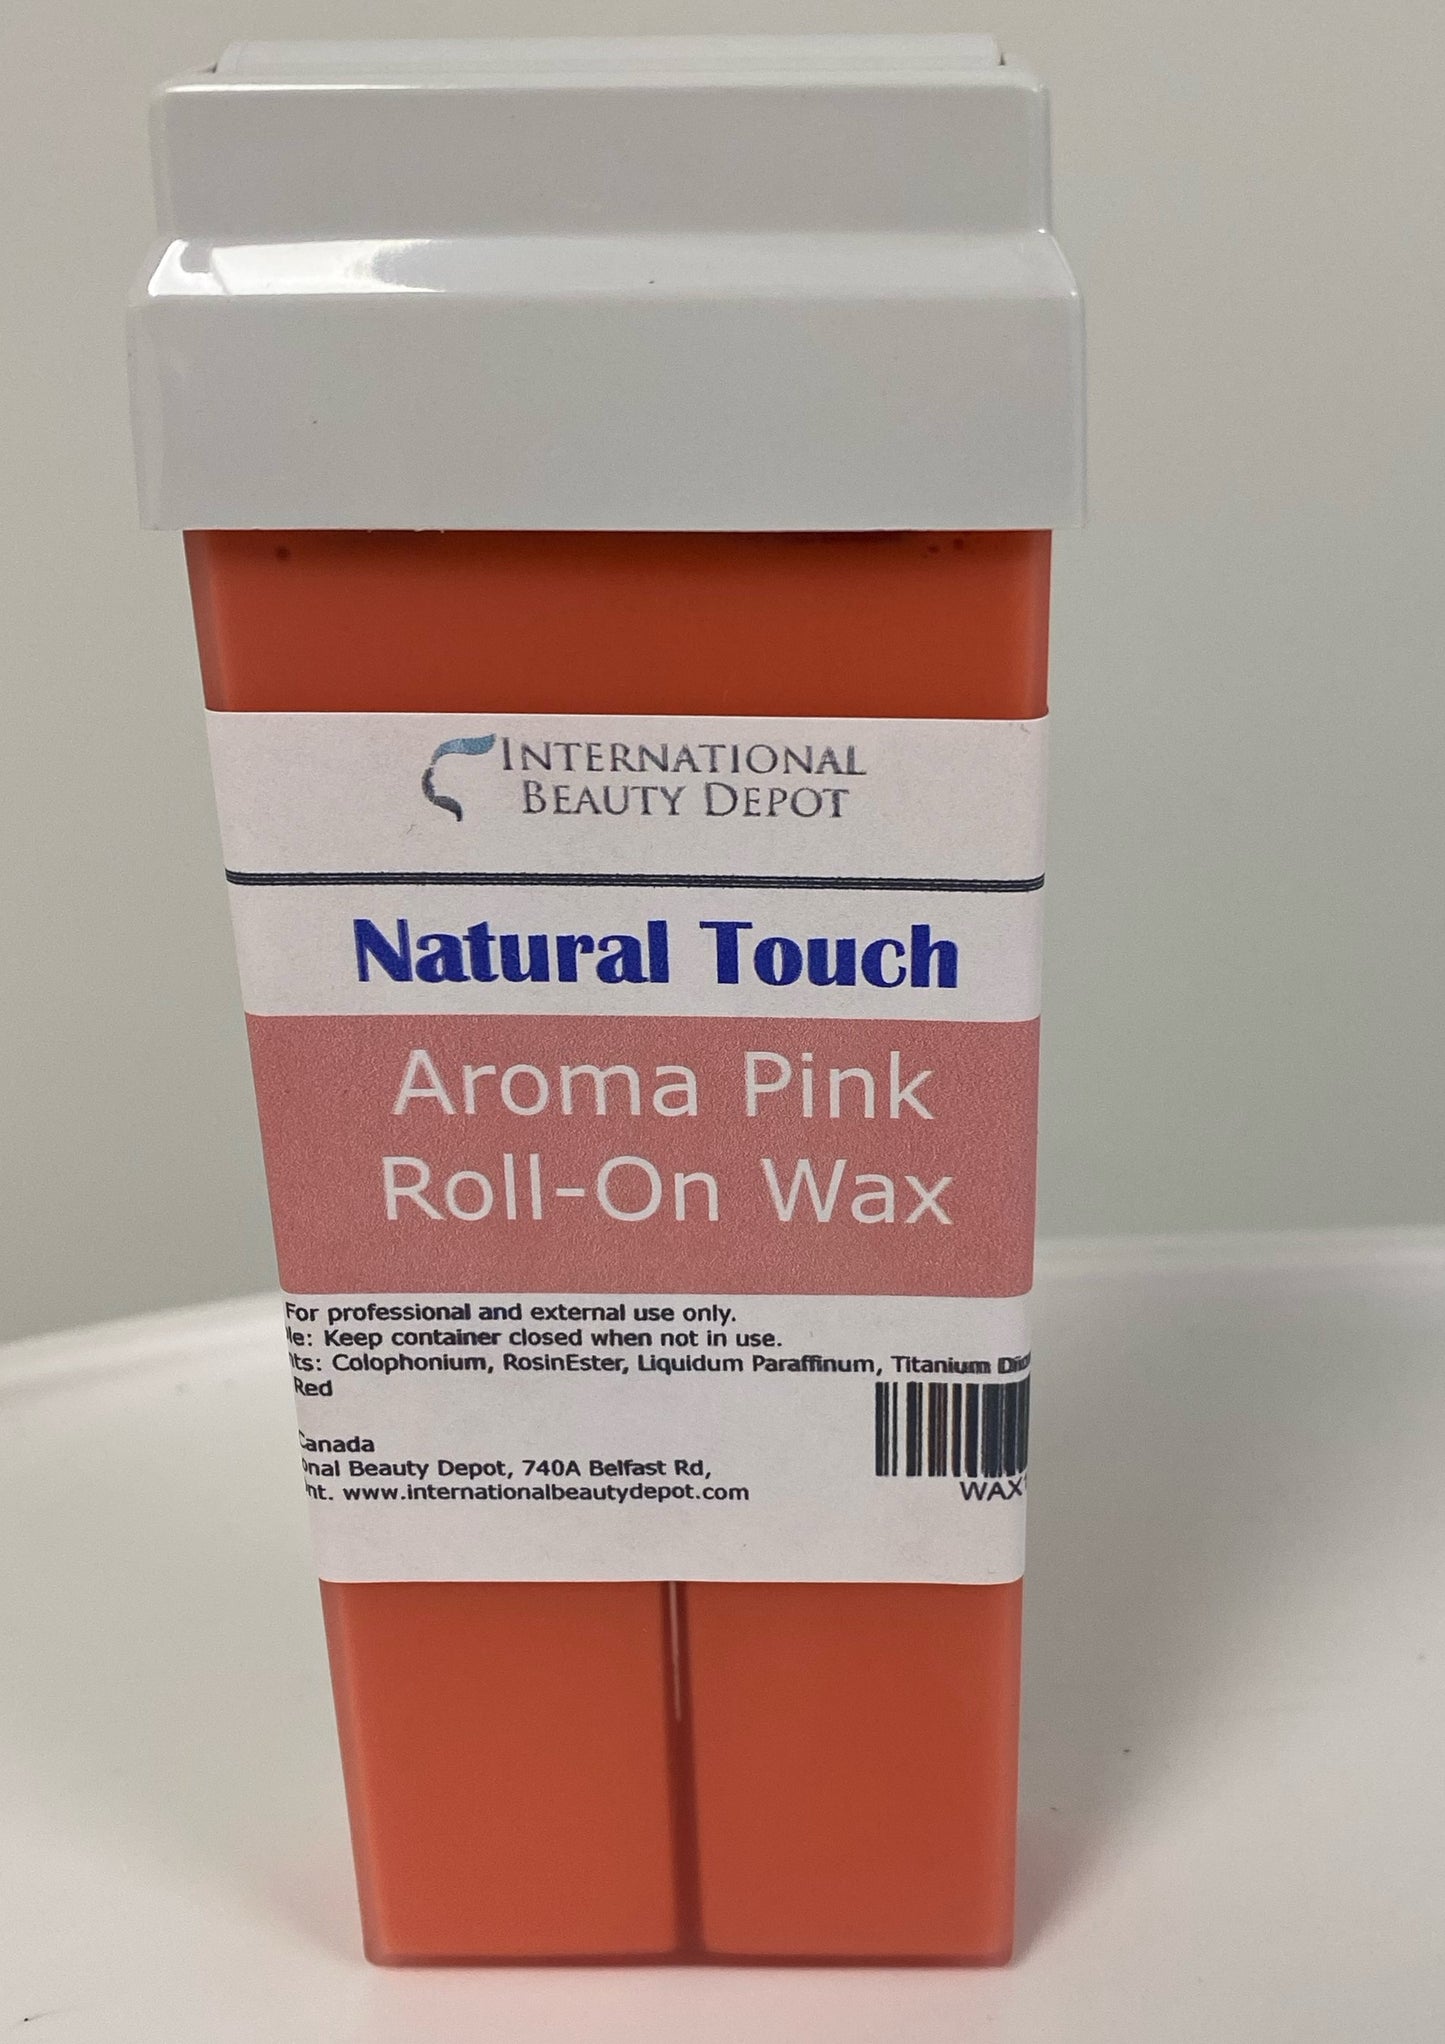 INTERNATIONAL
BEAUTY DEPOT
Natural Touch
Aroma Pink
Roll-On Wax
For professional and external use only.
le: Keep container closed when not in use.
nts: Colophonium, RosinEster, Liquidum Paraffinum, Titanium
Red
Canada
onal Beauty Depot, 740A Belfast Rd,
nt. www.internationalbeautydepot.com
WAX